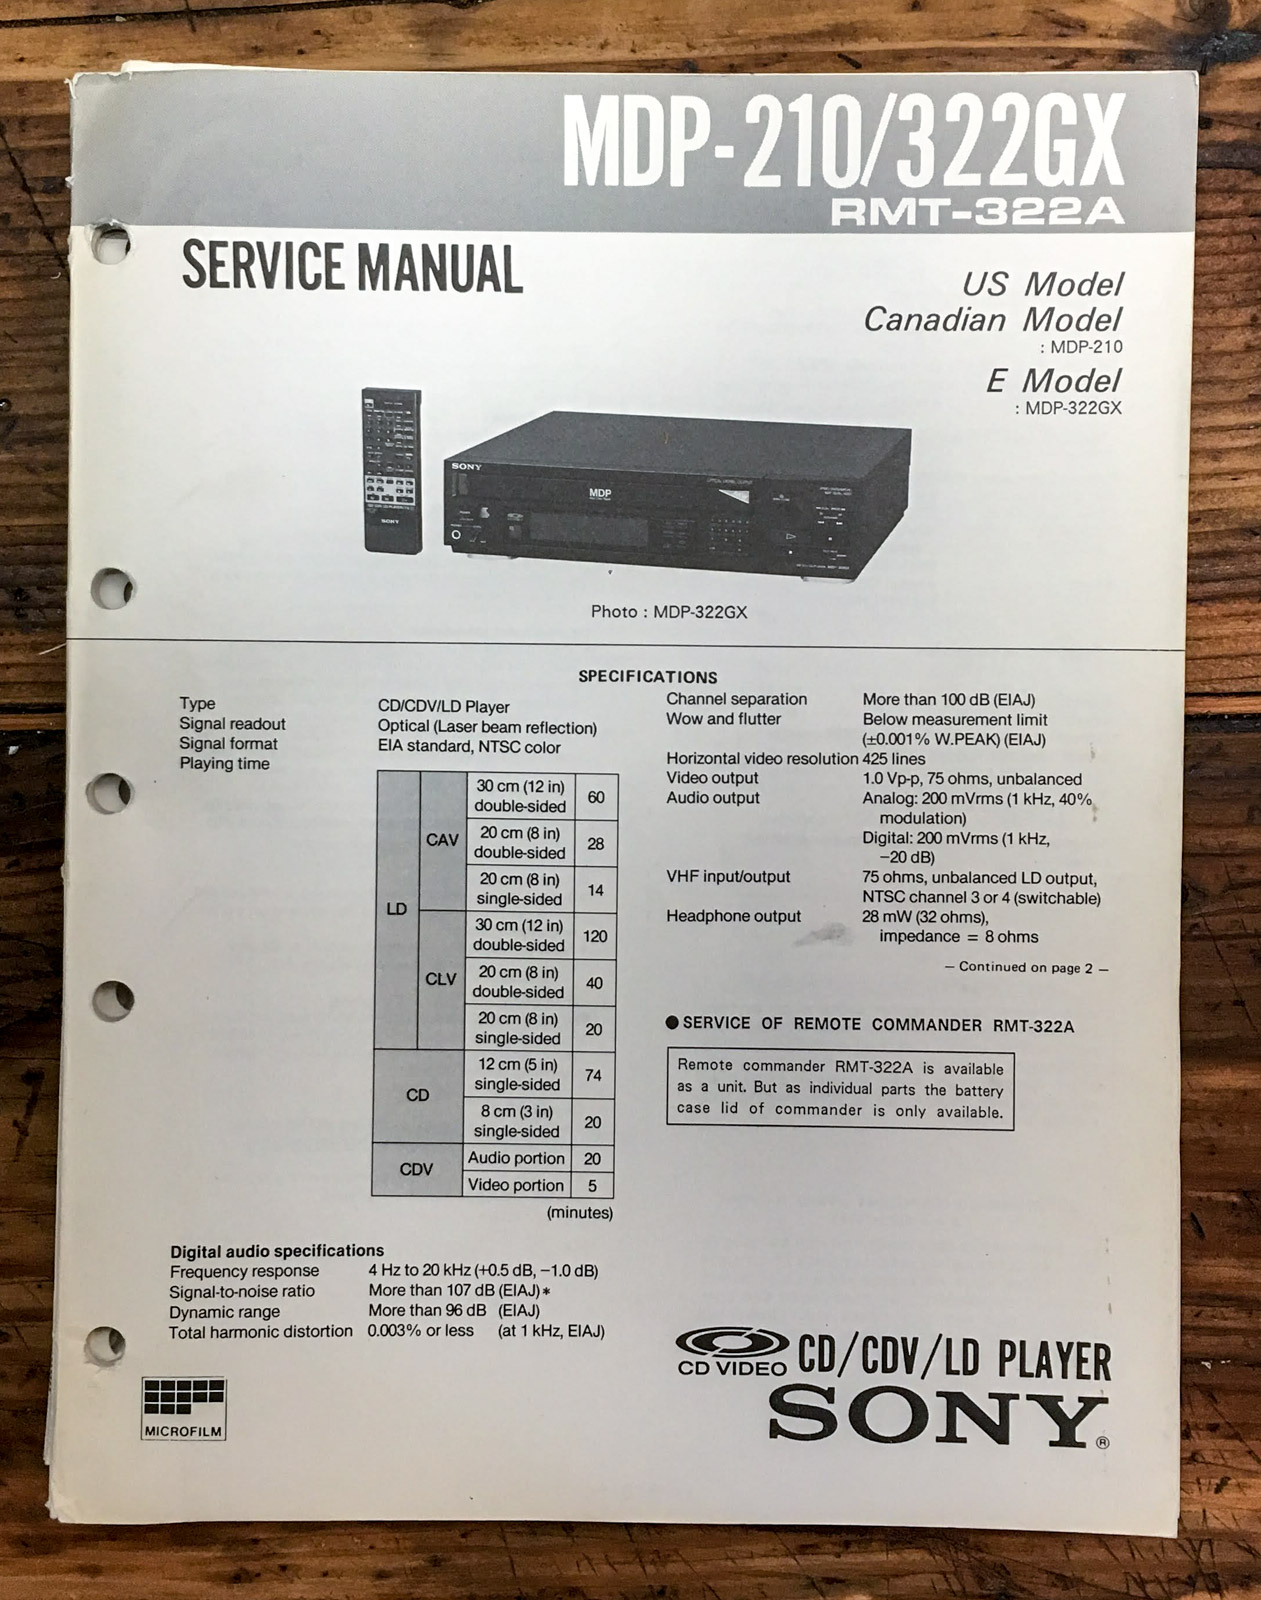 MDP-210/322GX
RMT-322A
SERVICE MANUAL
US Model
Canadian Model
: MDP-210
E Model
: MDP-322GX
SONY
MDP
SONY
Photo : MDP-322GX
SPECIFICATIONS
Type CD/CDV/LD Player
Signal readout Optical (Laser beam reflection)
Signal format EIA standard, NTSC color
Playing time
LD
CAV
30 cm (12 in)
double-sided 60
20 cm (8 in)
double-sided 28
20 cm (8 in)
single-sided 14
CLV
30 cm (12 in)
double-sided 120
20 cm (8 in)
double-sided 40
20 cm (8 in)
single-sided 20
CD
12 cm (5 in)
single-sided 74
8 cm (3 in)
single-sided 20
CDV
Audio portion 20
Video portion 5
(minutes)
Digital audio specifications
Frequency response 4 Hz to 20 kHz (+0.5 dB, −1.0 dB)
Signal-to-noise ratio More than 107 dB (EIAJ)*
Dynamic range More than 96 dB (EIAJ)
Total harmonic distortion 0.003% or less (at 1 kHz, EIAJ)
Channel separation More than 100 dB (EIAJ)
Wow and flutter Below measurement limit
(±0.001% W.PEAK) (EIAJ)
Horizontal video resolution 425 lines
Video output 1.0 Vp-p, 75 ohms, unbalanced
Audio output Analog: 200 mVrms (1 kHz, 40%
modulation)
Digital: 200 mVrms (1 kHz,
−20 dB)
VHF input/output 75 ohms, unbalanced LD output,
NTSC channel 3 or 4 (switchable)
Headphone output 28 mW (32 ohms),
impedance = 8 ohms
— Continued on page 2 —
●SERVICE OF REMOTE COMMANDER RMT-322A
Remote commander RMT-322A is available
as a unit. But as individual parts the battery
case lid of commander is only available.
MICROFILM
CD VIDEO CD/CDV/LD PLAYER
SONY®